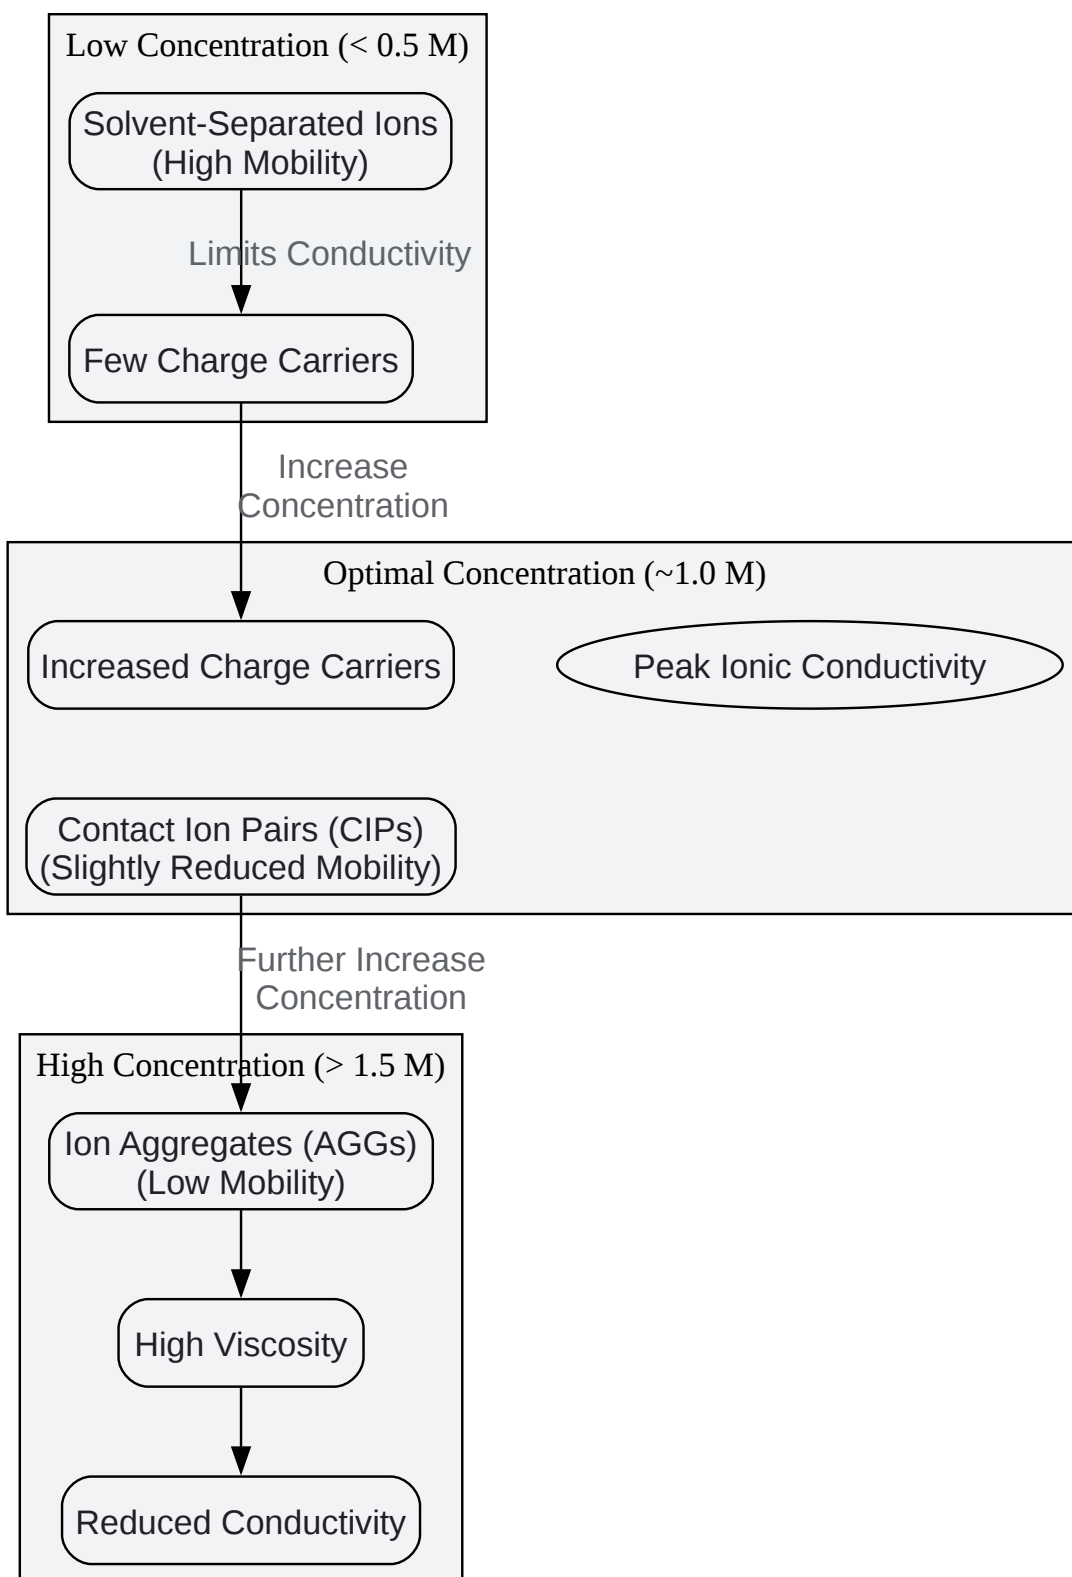 Low Concentration (< 0.5 M)
Solvent-Separated Ions
(High Mobility)
Limits Conductivity
Few Charge Carriers
Increase
Concentration
Optimal Concentration (~1.0 M)
Increased Charge Carriers
Peak Ionic Conductivity
Contact Ion Pairs (CIPs)
(Slightly Reduced Mobility)
Further Increase
Concentration
High Concentration (> 1.5 M)
Ion Aggregates (AGGs)
(Low Mobility)
High Viscosity
Reduced Conductivity